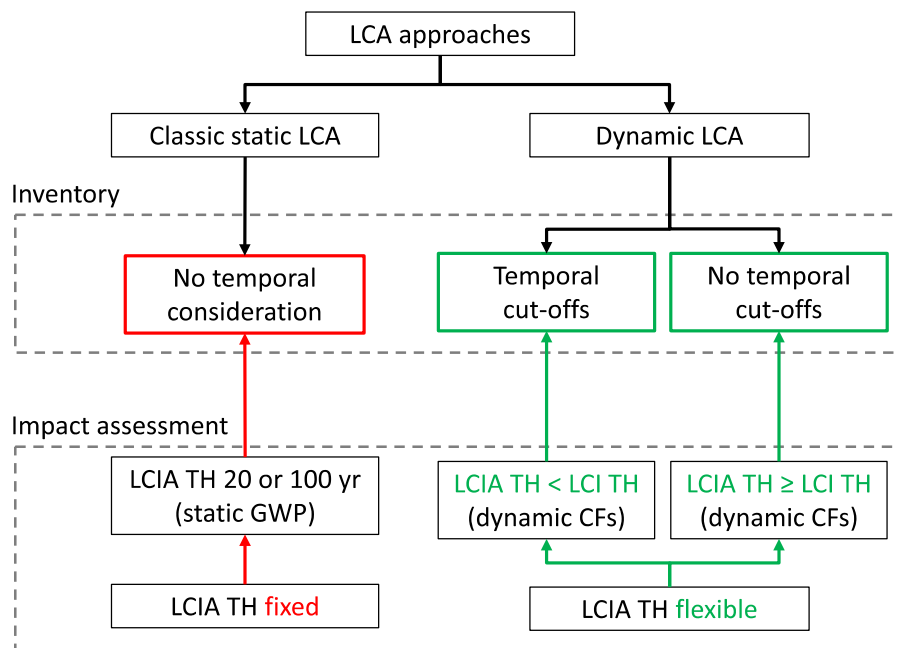 LCA approaches
Classic static LCA
Dynamic LCA
Inventory
No temporal
consideration
Temporal
cut-offs
No temporal
cut-offs
Impact assessment
LCIA TH 20 or 100 yr
(static GWP)
LCIA TH < LCI TH
(dynamic CFs)
LCIA TH ≥ LCI TH
(dynamic CFs)
LCIA TH fixed
LCIA TH flexible